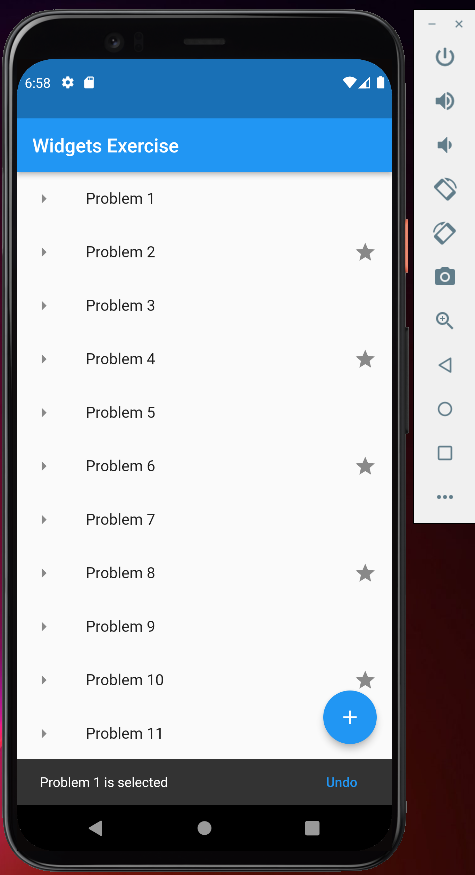 6:58
Widgets Exercise
Problem 1
Problem 2
Problem 3
Problem 4
Problem 5
Problem 6
Problem 7
Problem 8
Problem 9
Problem 10
Problem 11
Problem 1 is selected Undo